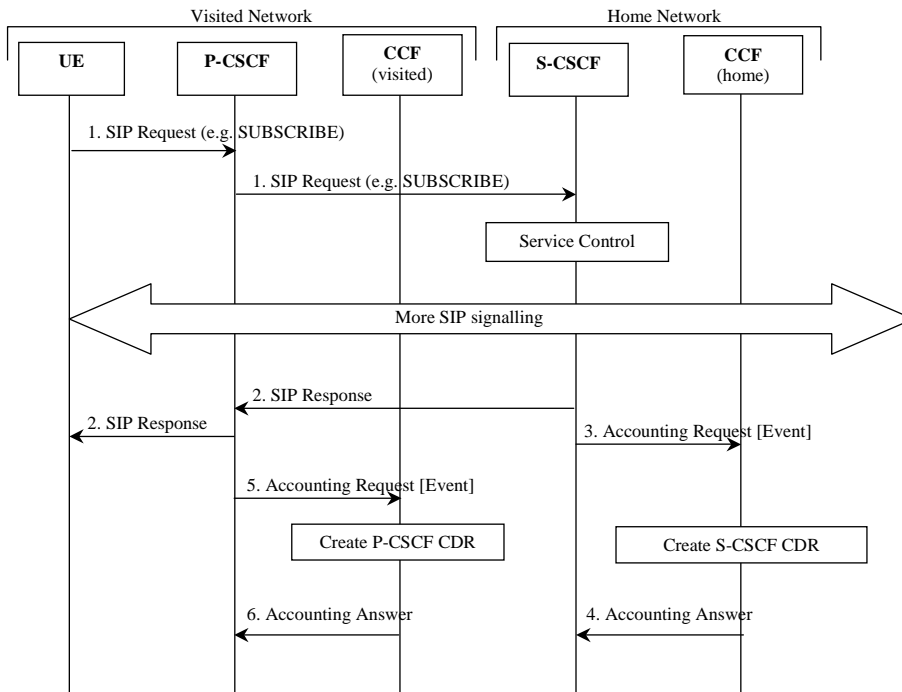 Visited Network
Home Network
UE
P-CSCF
CCF
(visited)
S-CSCF
CCF
(home)
1. SIP Request (e.g. SUBSCRIBE)
1. SIP Request (e.g. SUBSCRIBE)
Service Control
More SIP signalling
2. SIP Response
2. SIP Response
3. Accounting Request [Event]
5. Accounting Request [Event]
Create P-CSCF CDR
Create S-CSCF CDR
6. Accounting Answer
4. Accounting Answer